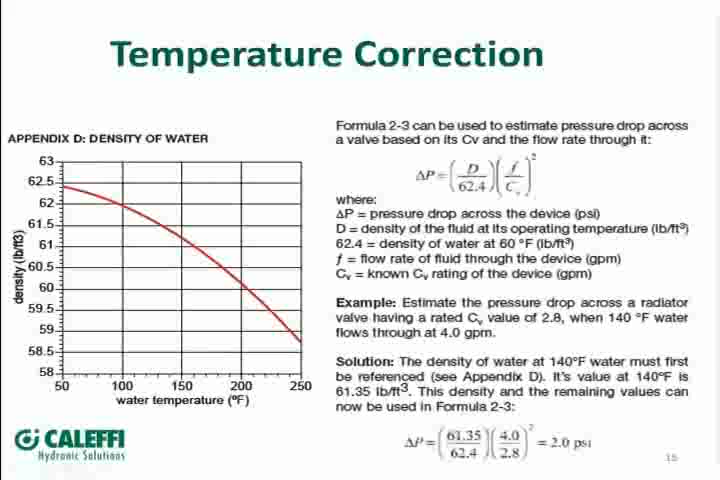 Temperature Correction
APPENDIX D: DENSITY OF WATER
63
62.5
62
61.5
61
60.5
60
59.5
59
58.5
58
density (lb/ft3)
50 100 150 200 250
water temperature (ºF)
CALEFFI
Hydronic Solutions
Formula 2-3 can be used to estimate pressure drop across
a valve based on its Cv and the flow rate through it:
ΔP = (D / 62.4) (f / Cᵥ)²
where:
ΔP = pressure drop across the device (psi)
D = density of the fluid at its operating temperature (lb/ft³)
62.4 = density of water at 60 °F (lb/ft³)
ƒ = flow rate of fluid through the device (gpm)
Cᵥ = known Cᵥ rating of the device (gpm)
Example: Estimate the pressure drop across a radiator
valve having a rated Cᵥ value of 2.8, when 140 °F water
flows through at 4.0 gpm.
Solution: The density of water at 140ºF water must first
be referenced (see Appendix D). It's value at 140ºF is
61.35 lb/ft³. This density and the remaining values can
now be used in Formula 2-3:
ΔP = (61.35 / 62.4) (4.0 / 2.8)² = 2.0 psi